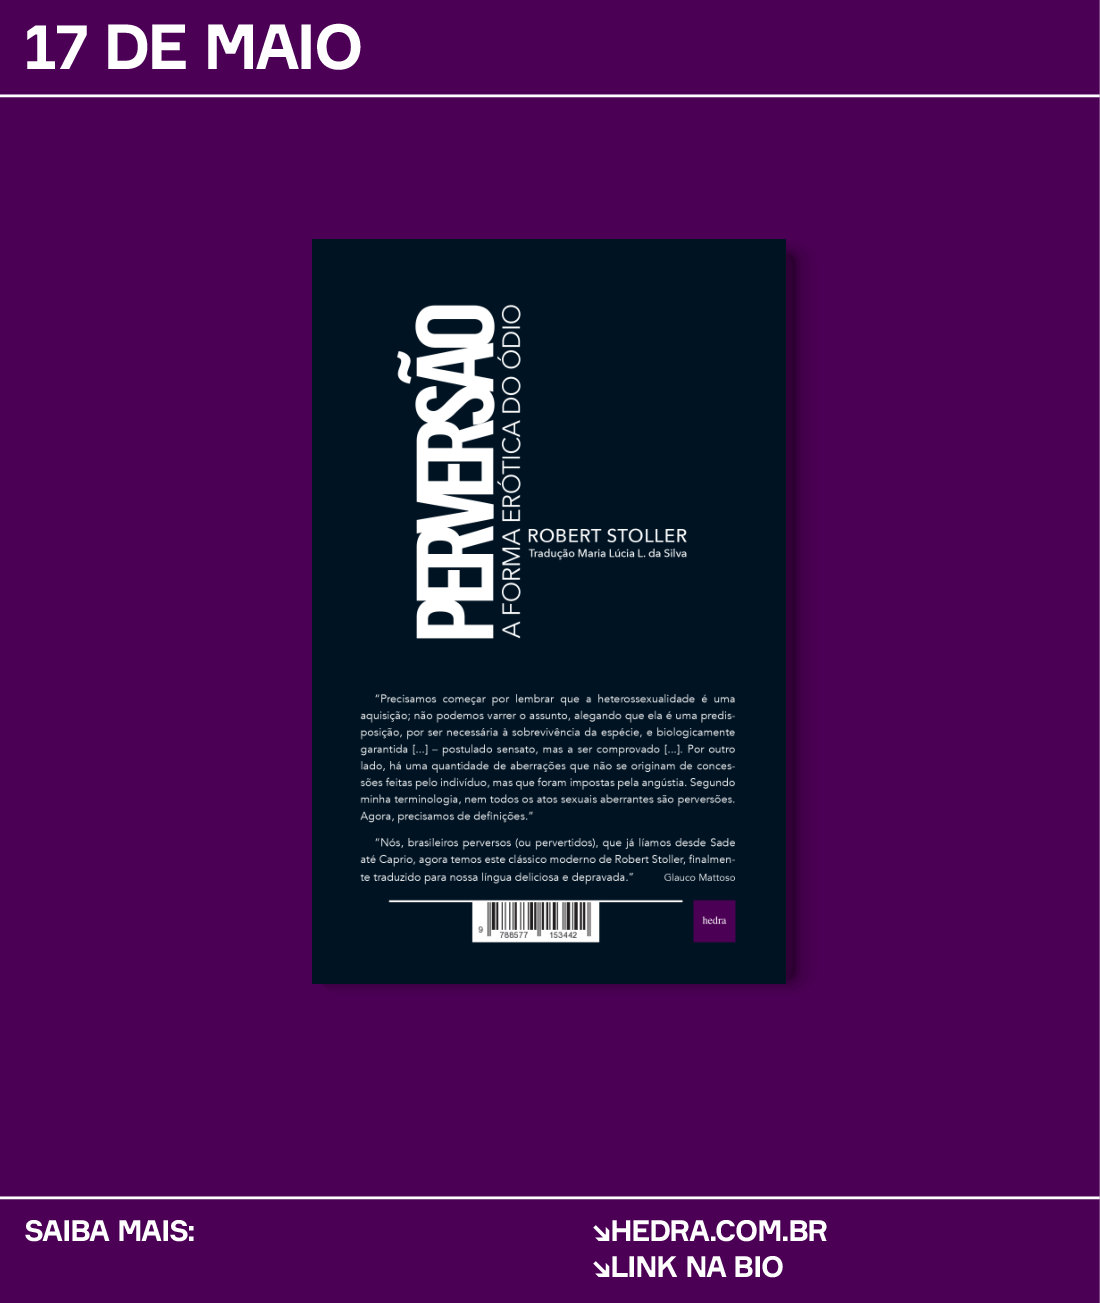 17 DE MAIO
PERVERSÃO
A FORMA ERÓTICA DO ÓDIO
ROBERT STOLLER
Tradução Maria Lúcia L. da Silva
“Precisamos começar por lembrar que a heterossexualidade é uma
aquisição; não podemos varrer o assunto, alegando que ela é uma predis-
posição, por ser necessária à sobrevivência da espécie, e biologicamente
garantida [...] – postulado sensato, mas a ser comprovado [...]. Por outro
lado, há uma quantidade de aberrações que não se originam de conces-
sões feitas pelo indivíduo, mas que foram impostas pela angústia. Segundo
minha terminologia, nem todos os atos sexuais aberrantes são perversões.
Agora, precisamos de definições.”
“Nós, brasileiros perversos (ou pervertidos), que já líamos desde Sade
até Caprio, agora temos este clássico moderno de Robert Stoller, finalmen-
te traduzido para nossa língua deliciosa e depravada.” Glauco Mattoso
9 788577 153442
hedra
SAIBA MAIS:
↘HEDRA.COM.BR
↘LINK NA BIO